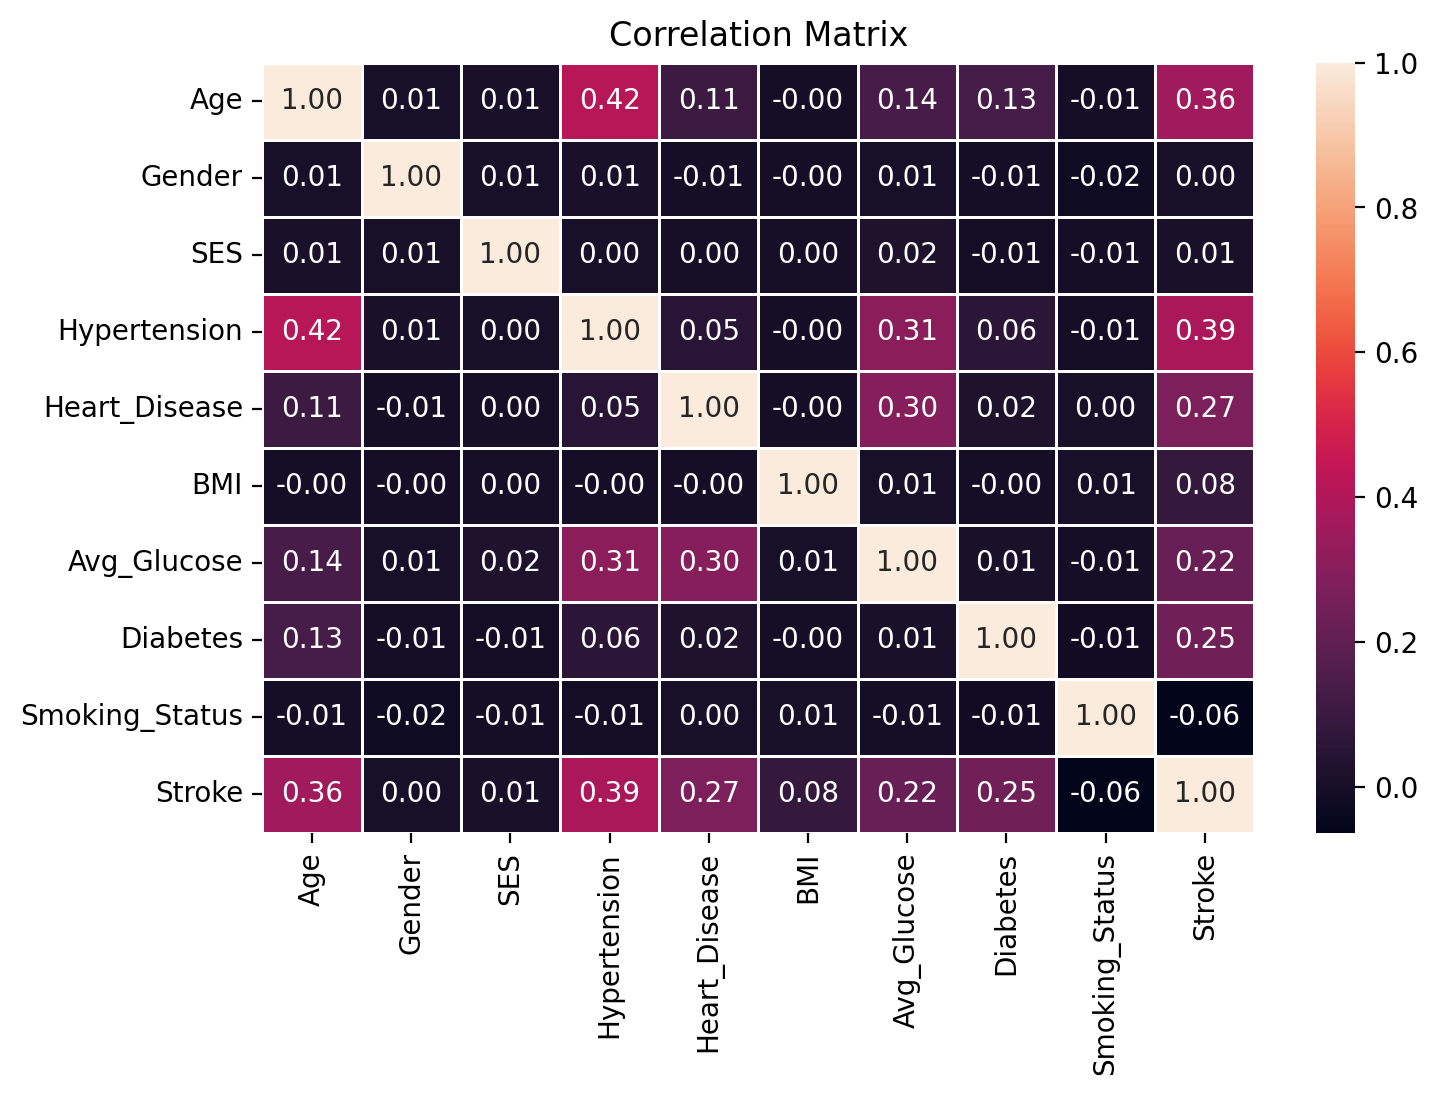 Correlation Matrix
Age 1.00 0.01 0.01 0.42 0.11 -0.00 0.14 0.13 -0.01 0.36
Gender 0.01 1.00 0.01 0.01 -0.01 -0.00 0.01 -0.01 -0.02 0.00
SES 0.01 0.01 1.00 0.00 0.00 0.00 0.02 -0.01 -0.01 0.01
Hypertension 0.42 0.01 0.00 1.00 0.05 -0.00 0.31 0.06 -0.01 0.39
Heart_Disease 0.11 -0.01 0.00 0.05 1.00 -0.00 0.30 0.02 0.00 0.27
BMI -0.00 -0.00 0.00 -0.00 -0.00 1.00 0.01 -0.00 0.01 0.08
Avg_Glucose 0.14 0.01 0.02 0.31 0.30 0.01 1.00 0.01 -0.01 0.22
Diabetes 0.13 -0.01 -0.01 0.06 0.02 -0.00 0.01 1.00 -0.01 0.25
Smoking_Status -0.01 -0.02 -0.01 -0.01 0.00 0.01 -0.01 -0.01 1.00 -0.06
Stroke 0.36 0.00 0.01 0.39 0.27 0.08 0.22 0.25 -0.06 1.00
Age Gender SES Hypertension Heart_Disease BMI Avg_Glucose Diabetes Smoking_Status Stroke
1.0
0.8
0.6
0.4
0.2
0.0